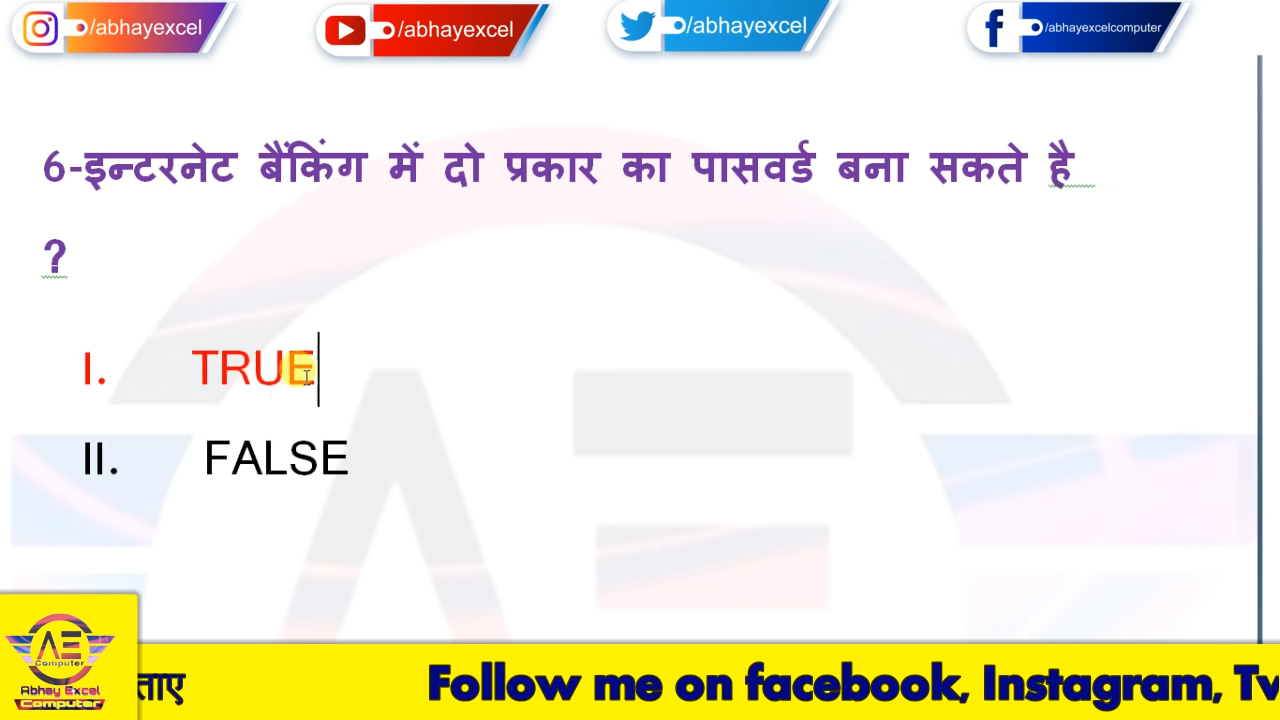 /abhayexcel /abhayexcel /abhayexcel /abhayexcelcomputer
6-इन्टरनेट बैंकिंग में दो प्रकार का पासवर्ड बना सकते है
?
I. TRUE
II. FALSE
AE
Computer
Abhay Excel
Computer
ताए Follow me on facebook, Instagram, Tv